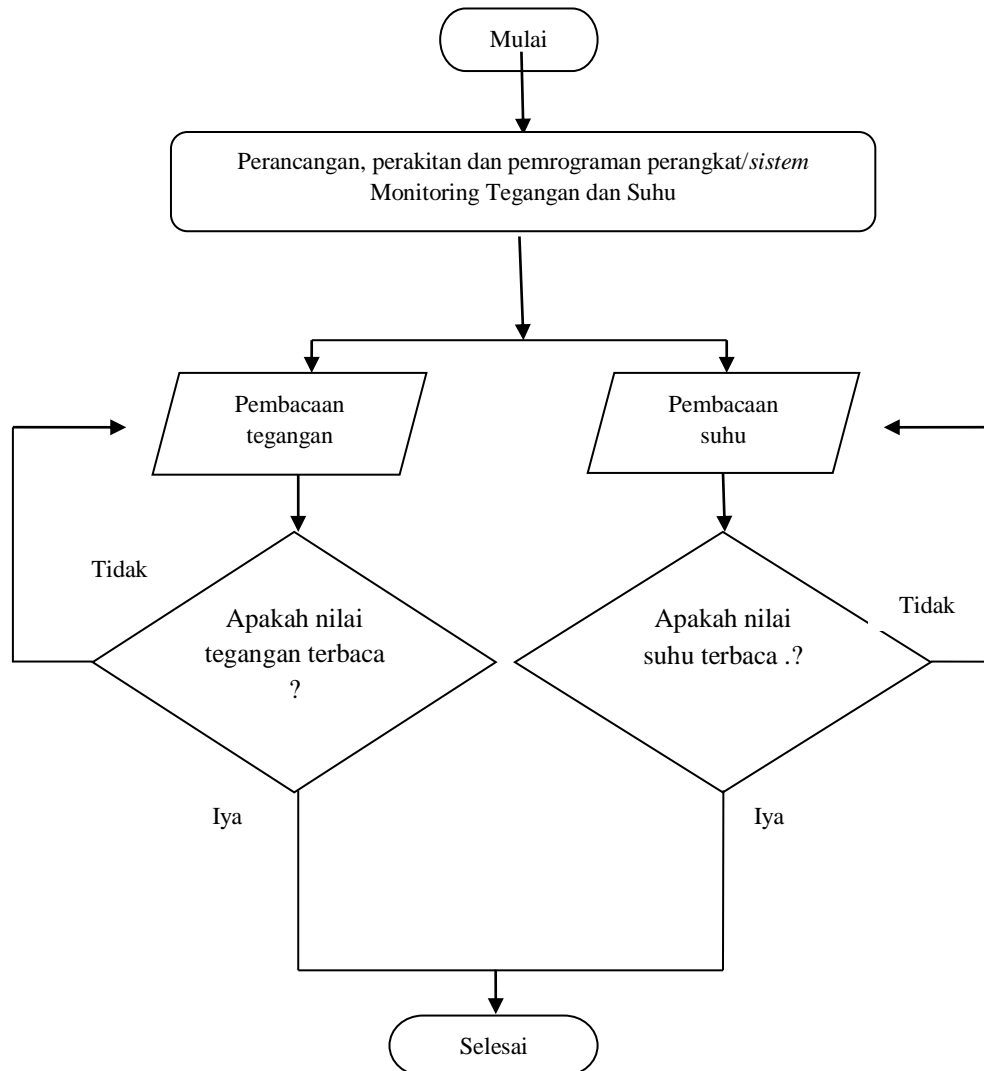 Mulai
Perancangan, perakitan dan pemrograman perangkat/sistem
Monitoring Tegangan dan Suhu
Pembacaan
tegangan
Pembacaan
suhu
Tidak
Apakah nilai
tegangan terbaca
?
Apakah nilai
suhu terbaca .?
Tidak
Iya
Iya
Selesai